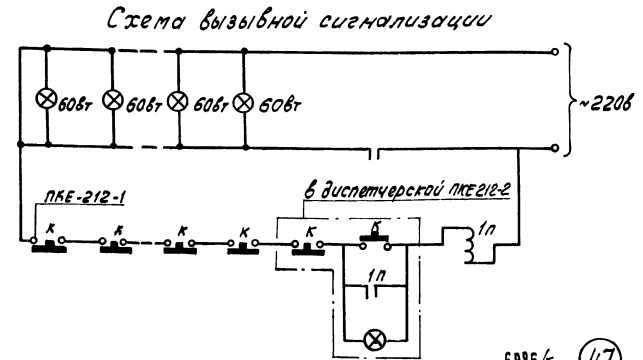 Схема вызывной сигнализации
60вт 60вт 60вт 60вт
~220в
ПКЕ-212-1
в диспетчерской ПКЕ212-2
к к к к к к
1П
1П
47